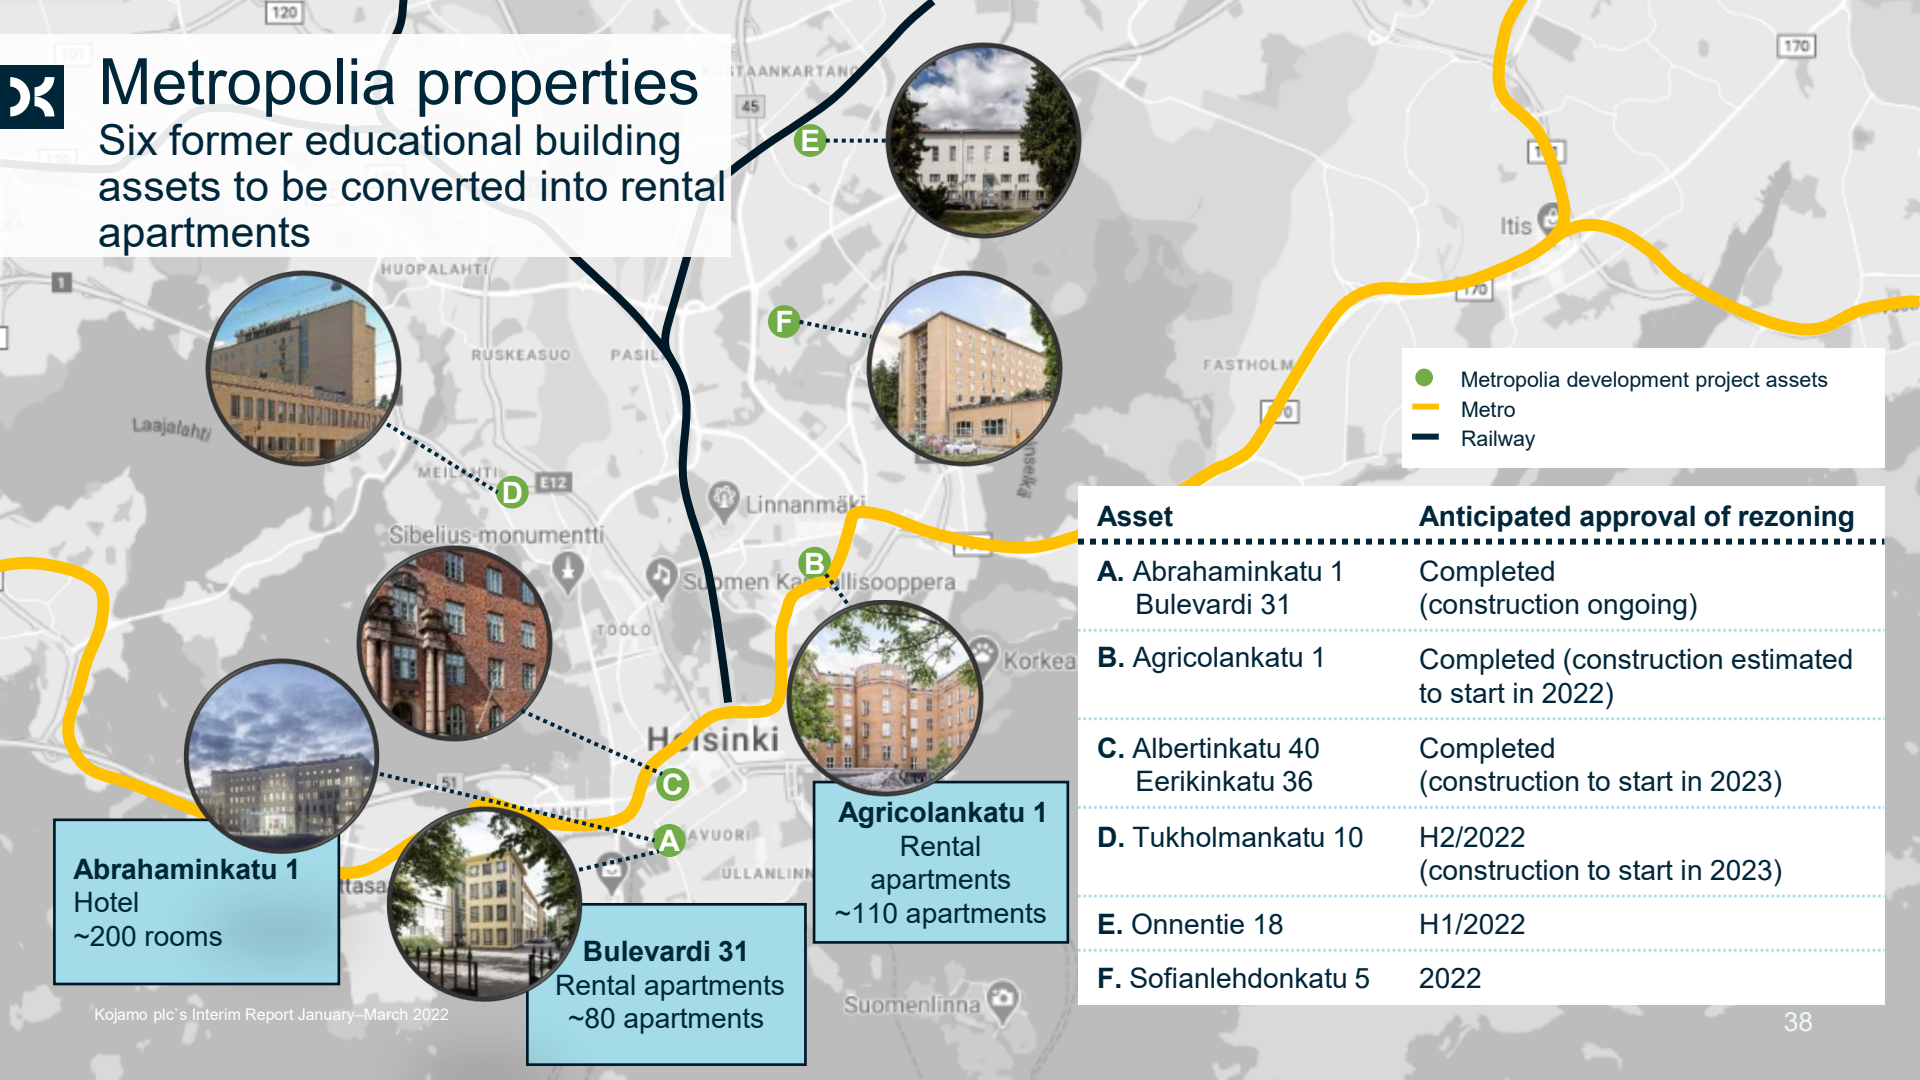 Metropolia properties
Six former educational building
assets to be converted into rental
apartments
120
170
45
HUOPALAHTI
1
E
F
Itis
170
RUSKEASUO
FASTHOLM
Laajalahti
MEILAHTI
D
E12
Linnanmäki
Sibelius-monumentti
B
TÖÖLÖ
Helsinki
51
C
A
Suomenlinna
Metropolia development project assets
Metro
Railway
Asset Anticipated approval of rezoning
A. Abrahaminkatu 1 Completed
Bulevardi 31 (construction ongoing)
B. Agricolankatu 1 Completed (construction estimated
to start in 2022)
C. Albertinkatu 40 Completed
Eerikinkatu 36 (construction to start in 2023)
D. Tukholmankatu 10 H2/2022
(construction to start in 2023)
E. Onnentie 18 H1/2022
F. Sofianlehdonkatu 5 2022
Abrahaminkatu 1
Hotel
~200 rooms
Bulevardi 31
Rental apartments
~80 apartments
Agricolankatu 1
Rental
apartments
~110 apartments
Kojamo plc`s Interim Report January–March 2022
38